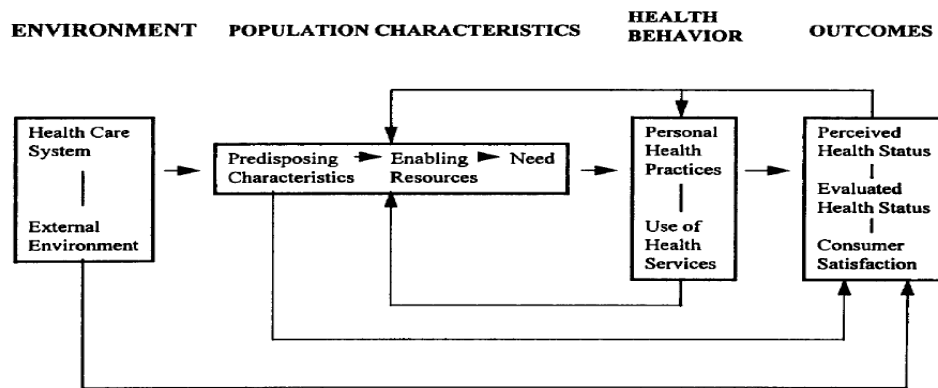 ENVIRONMENT
POPULATION CHARACTERISTICS
HEALTH
BEHAVIOR
OUTCOMES
Health Care
System
External
Environment
Predisposing
Characteristics
Enabling
Resources
Need
Personal
Health
Practices
Use of
Health
Services
Perceived
Health Status
Evaluated
Health Status
Consumer
Satisfaction